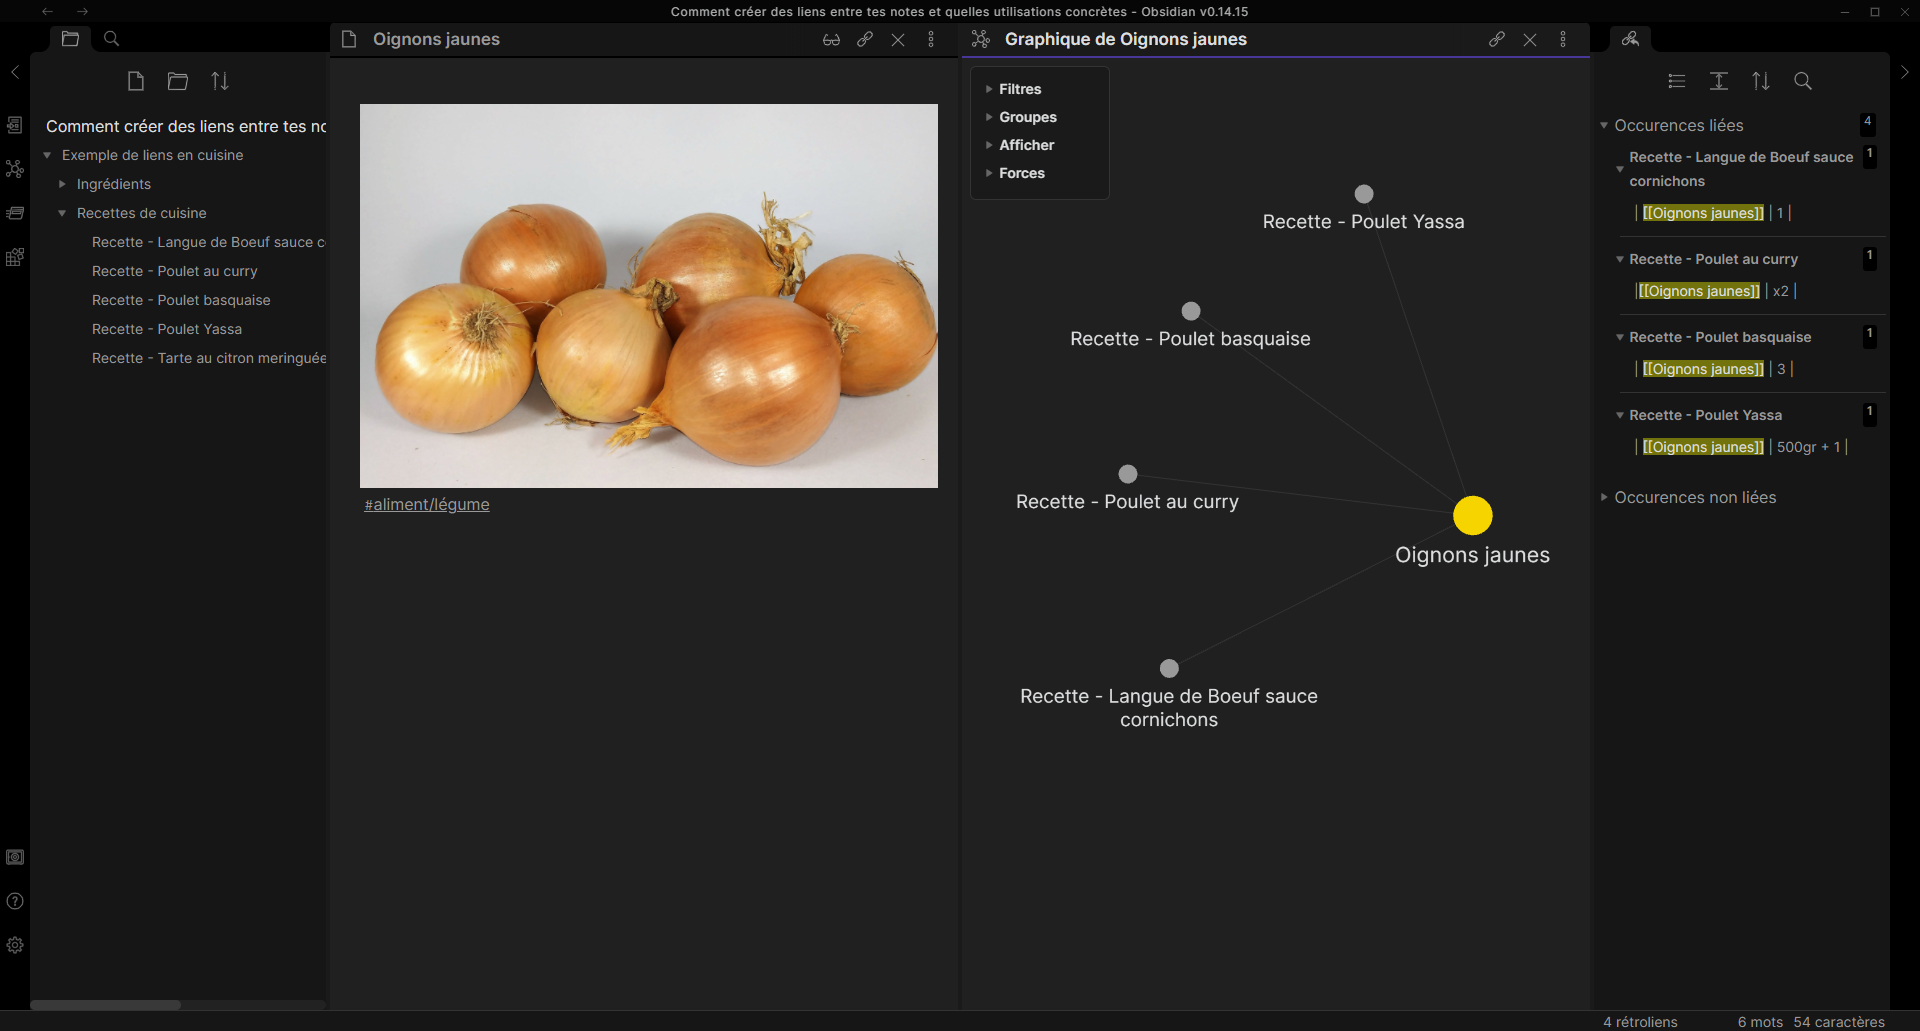 Comment créer des liens entre tes notes et quelles utilisations concrètes - Obsidian v0.14.15
Comment créer des liens entre tes no
Exemple de liens en cuisine
Ingrédients
Recettes de cuisine
Recette - Langue de Boeuf sauce c
Recette - Poulet au curry
Recette - Poulet basquaise
Recette - Poulet Yassa
Recette - Tarte au citron meringuée
Oignons jaunes
#aliment/légume
Graphique de Oignons jaunes
Filtres
Groupes
Afficher
Forces
Recette - Poulet Yassa
Recette - Poulet basquaise
Recette - Poulet au curry
Oignons jaunes
Recette - Langue de Boeuf sauce
cornichons
Occurences liées 4
Recette - Langue de Boeuf sauce 1
cornichons
| [[Oignons jaunes]] | 1 |
Recette - Poulet au curry 1
|[[Oignons jaunes]] | x2 |
Recette - Poulet basquaise 1
| [[Oignons jaunes]] | 3 |
Recette - Poulet Yassa 1
| [[Oignons jaunes]] | 500gr + 1 |
Occurences non liées
4 rétroliens 6 mots 54 caractères